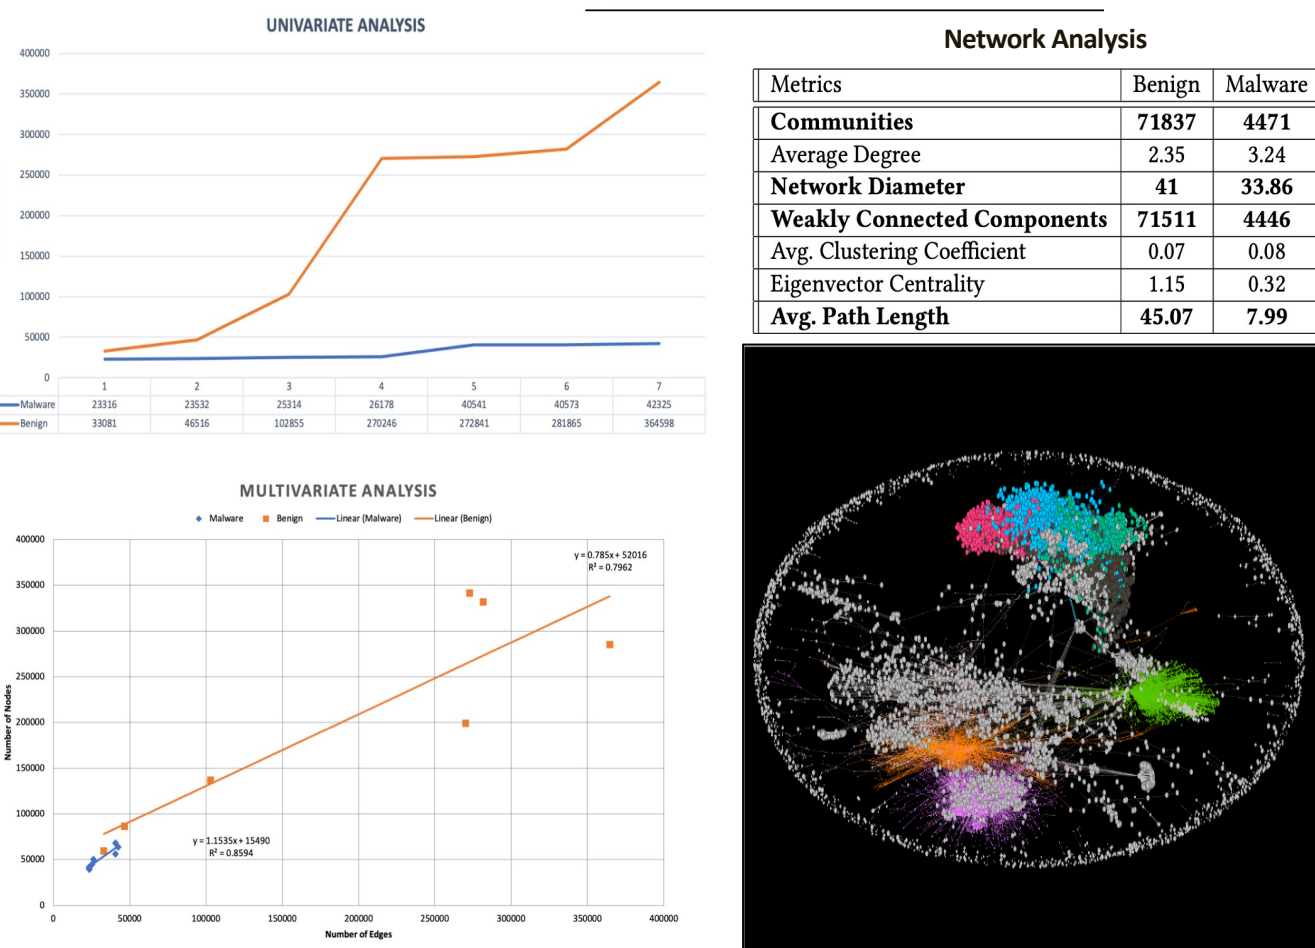 UNIVARIATE ANALYSIS
400000
350000
300000
250000
200000
150000
100000
50000
0
1 2 3 4 5 6 7
Malware 23316 23532 25314 26178 40541 40573 42325
Benign 33081 46516 102855 270246 272841 281865 364598
MULTIVARIATE ANALYSIS
Malware Benign Linear (Malware) Linear (Benign)
400000
350000
300000
250000
200000
150000
100000
50000
0
Number of Nodes
y = 0.785x + 52016
R² = 0.7962
y = 1.1535x + 15490
R² = 0.8594
0 50000 100000 150000 200000 250000 300000 350000 400000
Number of Edges
Network Analysis
Metrics Benign Malware
Communities 71837 4471
Average Degree 2.35 3.24
Network Diameter 41 33.86
Weakly Connected Components 71511 4446
Avg. Clustering Coefficient 0.07 0.08
Eigenvector Centrality 1.15 0.32
Avg. Path Length 45.07 7.99